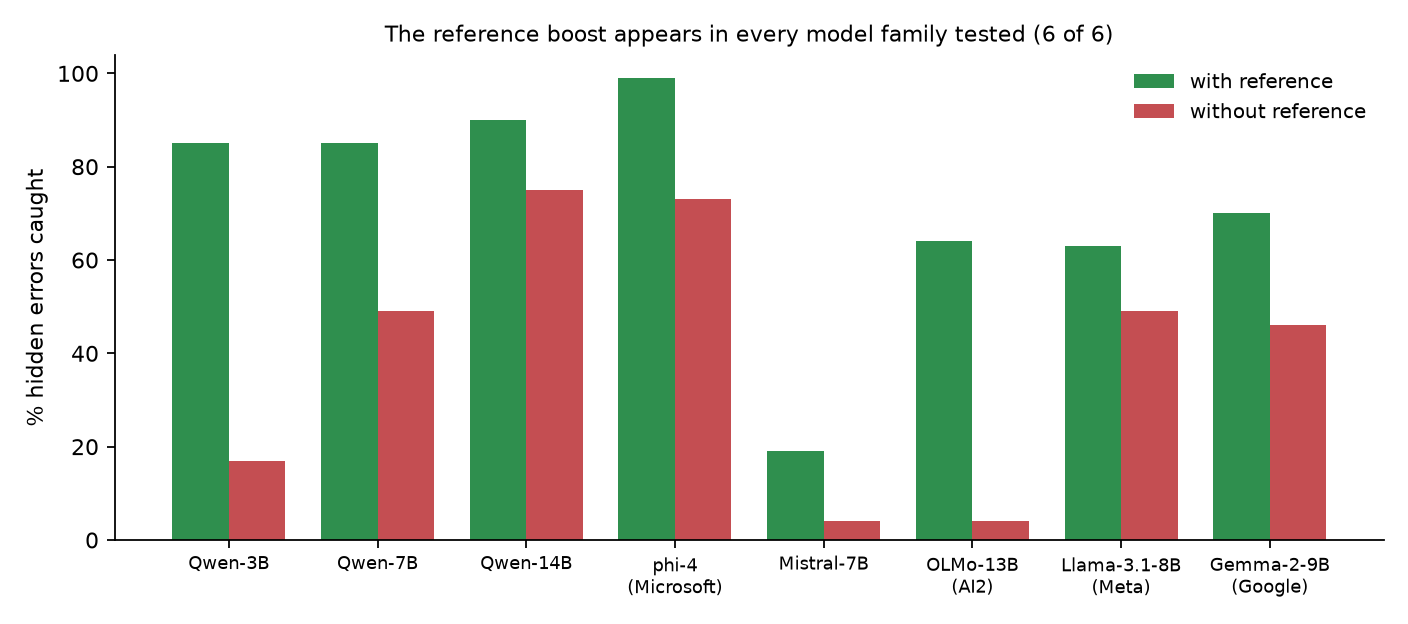 The reference boost appears in every model family tested (6 of 6)
with reference
without reference
% hidden errors caught
100
80
60
40
20
0
Qwen-3B
Qwen-7B
Qwen-14B
phi-4
(Microsoft)
Mistral-7B
OLMo-13B
(AI2)
Llama-3.1-8B
(Meta)
Gemma-2-9B
(Google)